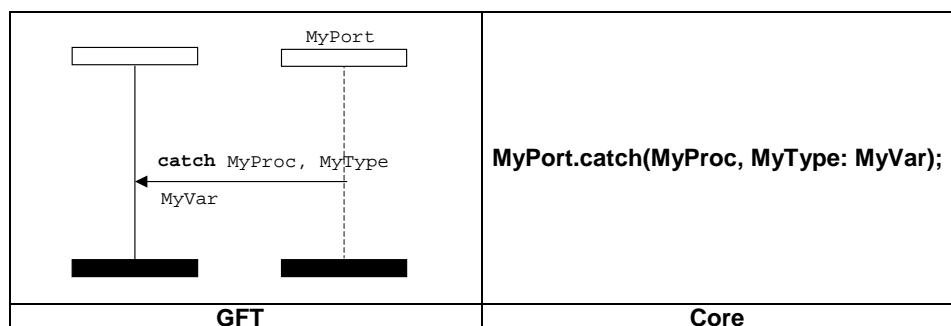 MyPort
catch MyProc, MyType
MyVar
MyPort.catch(MyProc, MyType: MyVar);
GFT
Core